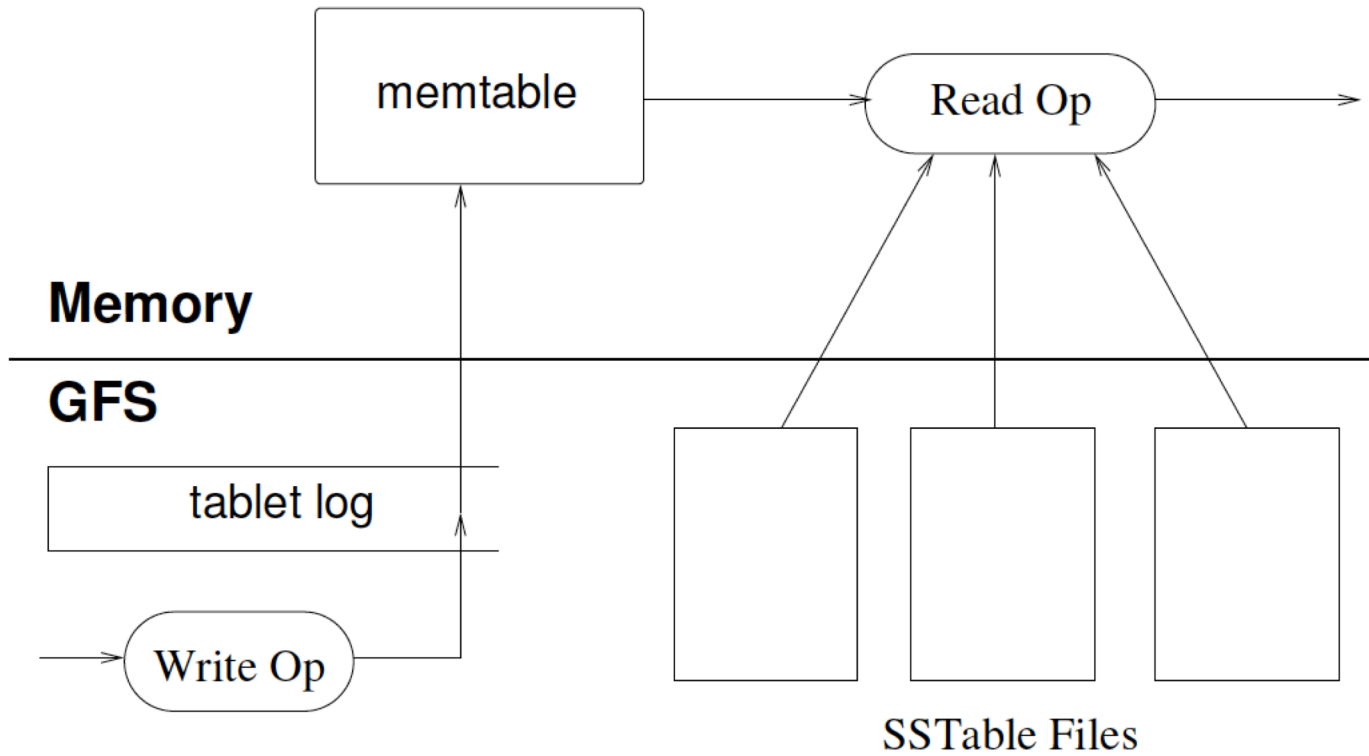 memtable
Read Op
Memory
GFS
tablet log
Write Op
SSTable Files